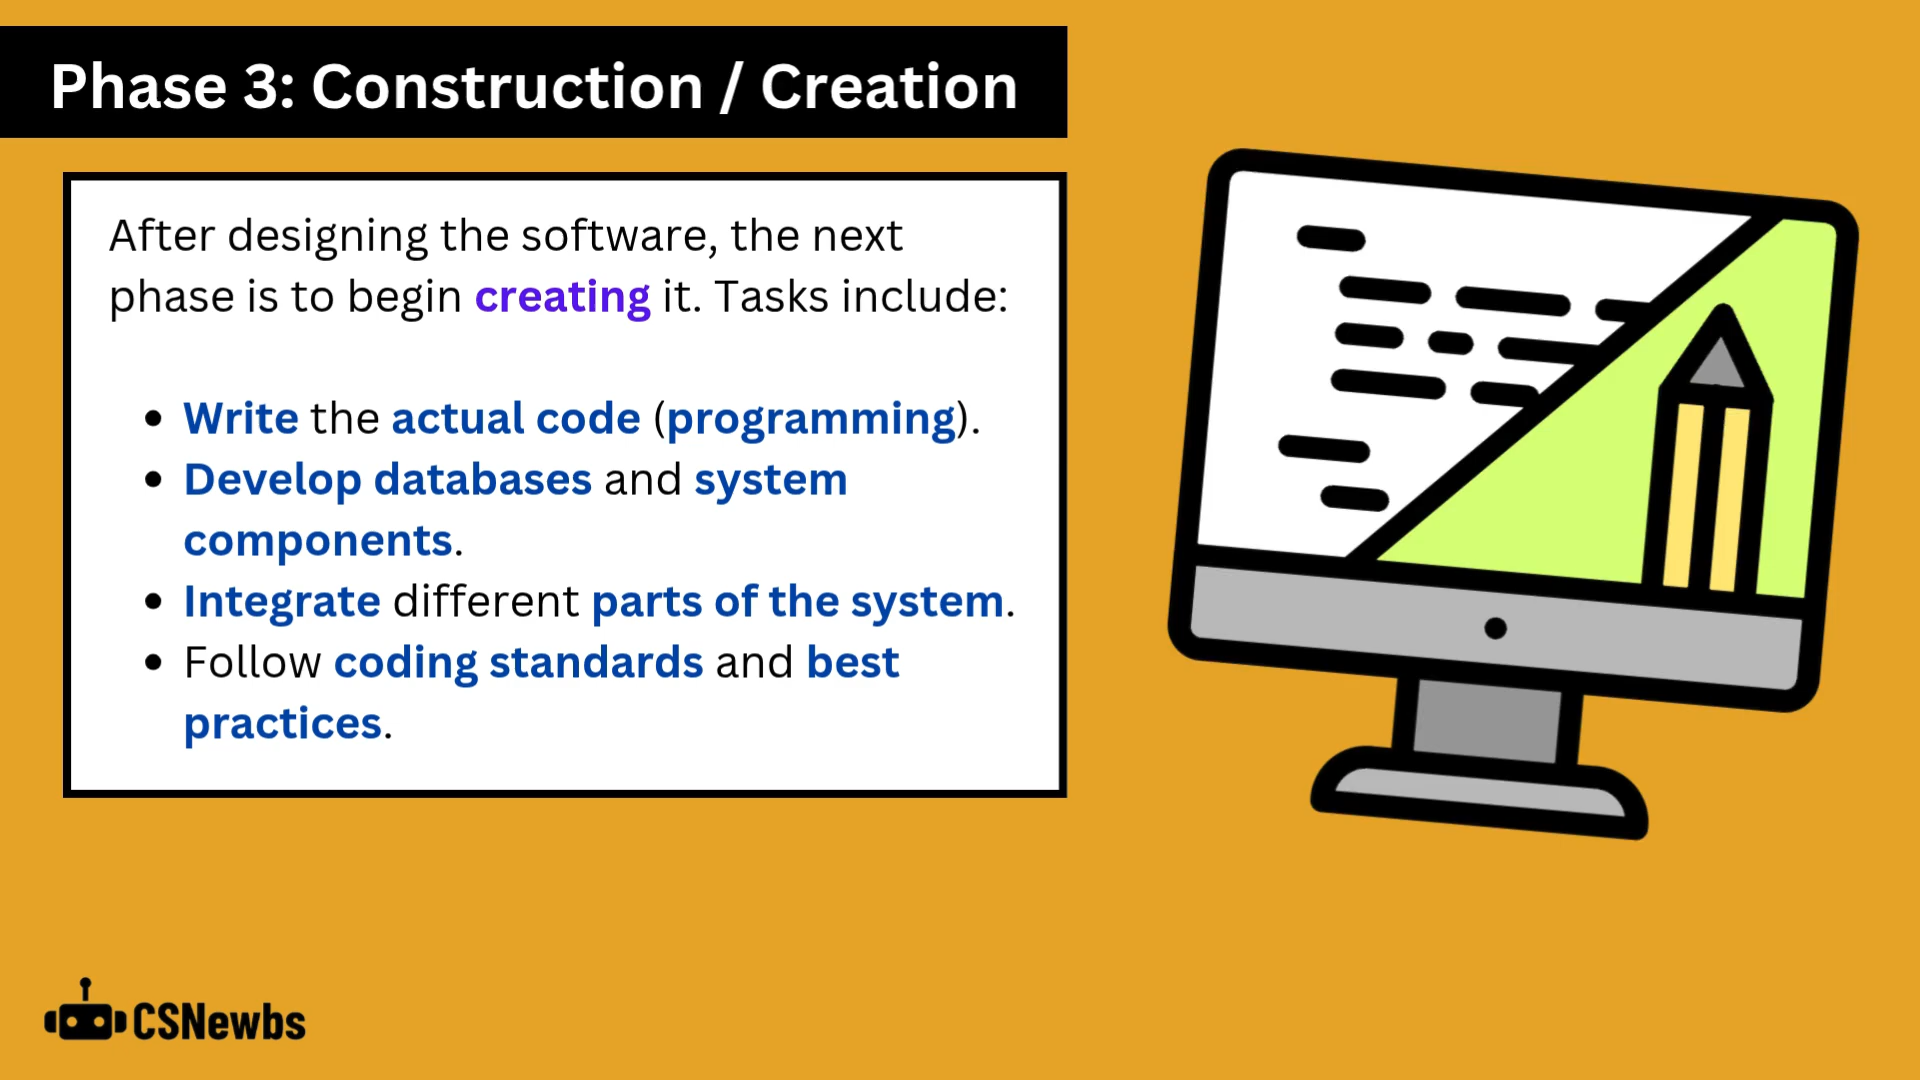 Phase 3: Construction / Creation
After designing the software, the next
phase is to begin creating it. Tasks include:
• Write the actual code (programming).
• Develop databases and system
components.
• Integrate different parts of the system.
• Follow coding standards and best
practices.
CSNewbs